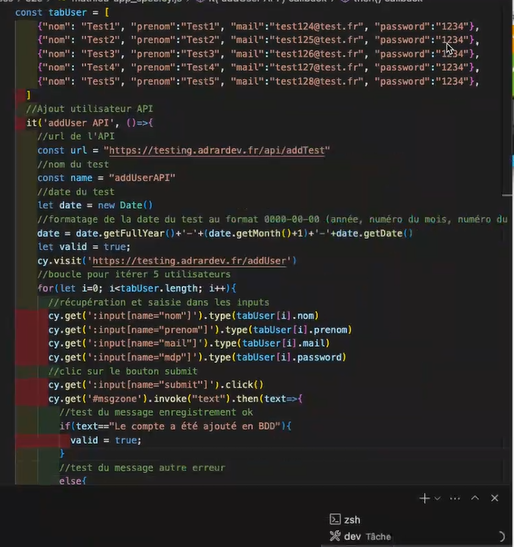 const tabUser = [
{"nom": "Test1", "prenom":"Test1", "mail":"test124@test.fr", "password":"1234"},
{"nom": "Test2", "prenom":"Test2", "mail":"test125@test.fr", "password":"1234"},
{"nom": "Test3", "prenom":"Test3", "mail":"test126@test.fr", "password":"1234"},
{"nom": "Test4", "prenom":"Test4", "mail":"test127@test.fr", "password":"1234"},
{"nom": "Test5", "prenom":"Test5", "mail":"test128@test.fr", "password":"1234"},
]
//Ajout utilisateur API
it('addUser API', ()=>{
//url de l'API
const url = "https://testing.adrardev.fr/api/addTest"
//nom du test
const name = "addUserAPI"
//date du test
let date = new Date()
//formatage de la date du test au format 0000-00-00 (année, numéro du mois, numéro du
date = date.getFullYear()+'-'+(date.getMonth()+1)+'-'+date.getDate()
let valid = true;
cy.visit('https://testing.adrardev.fr/addUser')
//boucle pour itérer 5 utilisateurs
for(let i=0; i<tabUser.length; i++){
//récupération et saisie dans les inputs
cy.get(':input[name="nom"]').type(tabUser[i].nom)
cy.get(':input[name="prenom"]').type(tabUser[i].prenom)
cy.get(':input[name="mail"]').type(tabUser[i].mail)
cy.get(':input[name="mdp"]').type(tabUser[i].password)
//clic sur le bouton submit
cy.get(':input[name="submit"]').click()
cy.get('#msgzone').invoke("text").then(text=>{
//test du message enregistrement ok
if(text=="Le compte a été ajouté en BDD"){
valid = true;
}
//test du message autre erreur
else{
zsh
dev Tâche